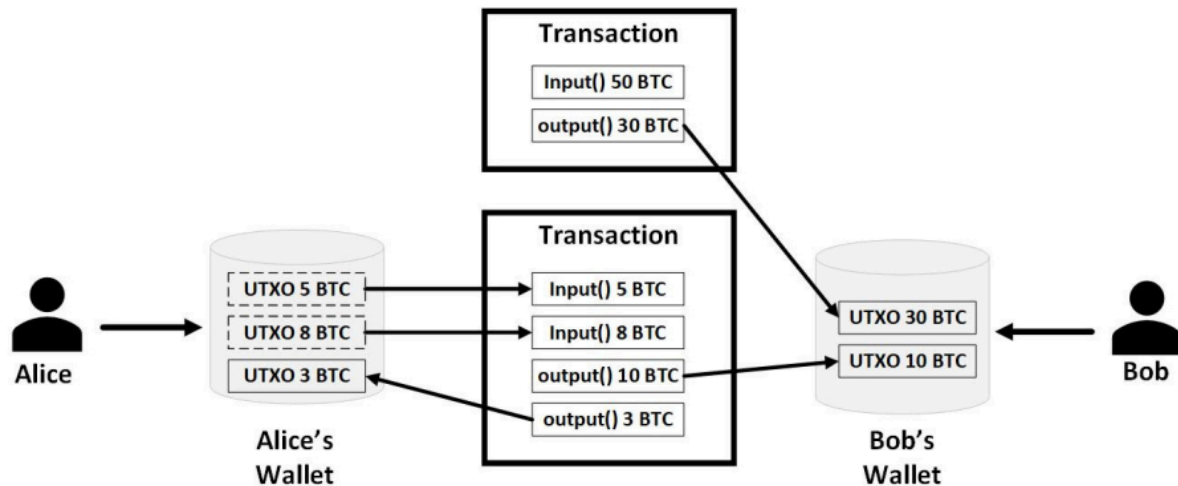 Transaction
Input() 50 BTC
output() 30 BTC
Transaction
Input() 5 BTC
Input() 8 BTC
output() 10 BTC
output() 3 BTC
UTXO 5 BTC
UTXO 8 BTC
UTXO 3 BTC
Alice
Alice's
Wallet
UTXO 30 BTC
UTXO 10 BTC
Bob
Bob's
Wallet